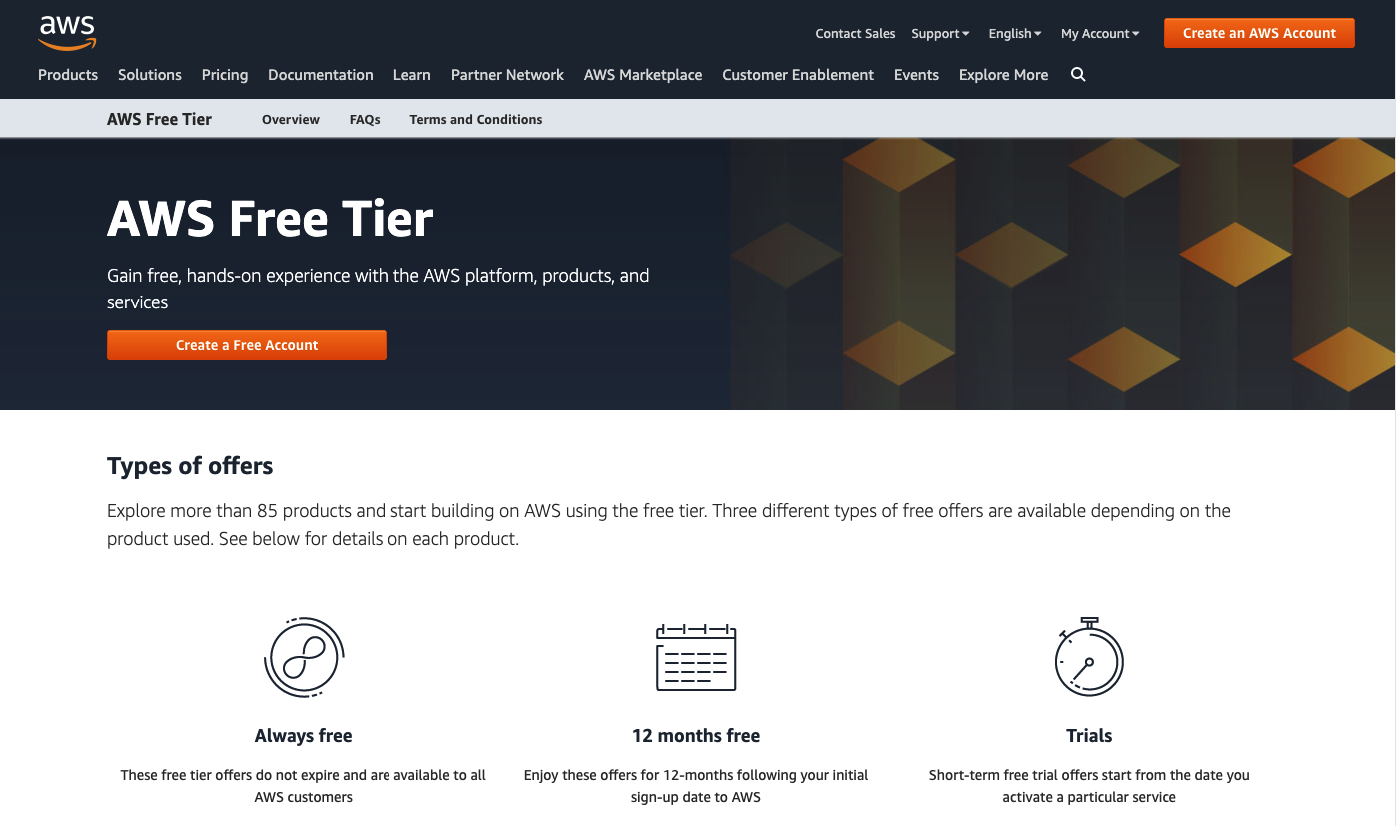 aws
Contact Sales Support English My Account Create an AWS Account
Products Solutions Pricing Documentation Learn Partner Network AWS Marketplace Customer Enablement Events Explore More
AWS Free Tier Overview FAQs Terms and Conditions
AWS Free Tier
Gain free, hands-on experience with the AWS platform, products, and
services
Create a Free Account
Types of offers
Explore more than 85 products and start building on AWS using the free tier. Three different types of free offers are available depending on the
product used. See below for details on each product.
Always free
These free tier offers do not expire and are available to all
AWS customers
12 months free
Enjoy these offers for 12-months following your initial
sign-up date to AWS
Trials
Short-term free trial offers start from the date you
activate a particular service